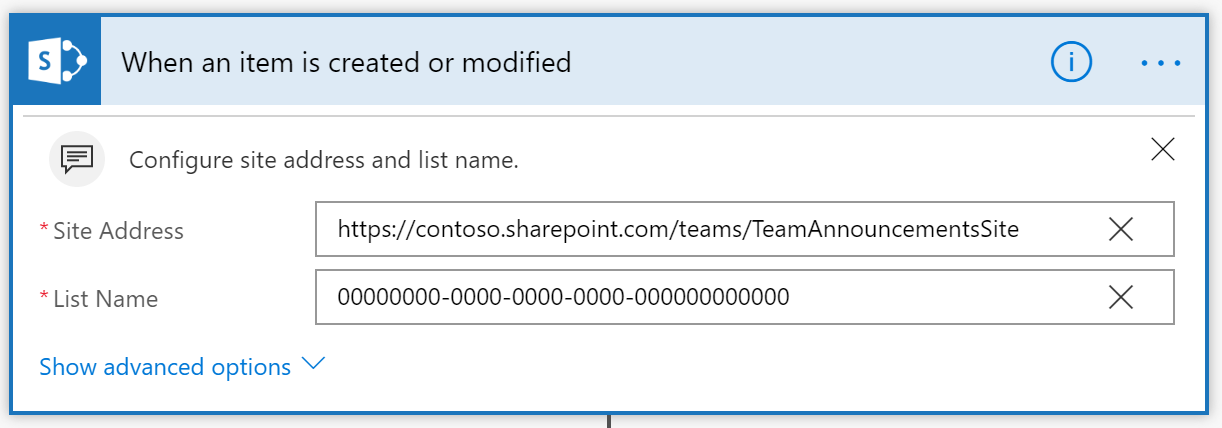 S
When an item is created or modified
i
Configure site address and list name.
* Site Address
https://contoso.sharepoint.com/teams/TeamAnnouncementsSite
* List Name
00000000-0000-0000-0000-000000000000
Show advanced options